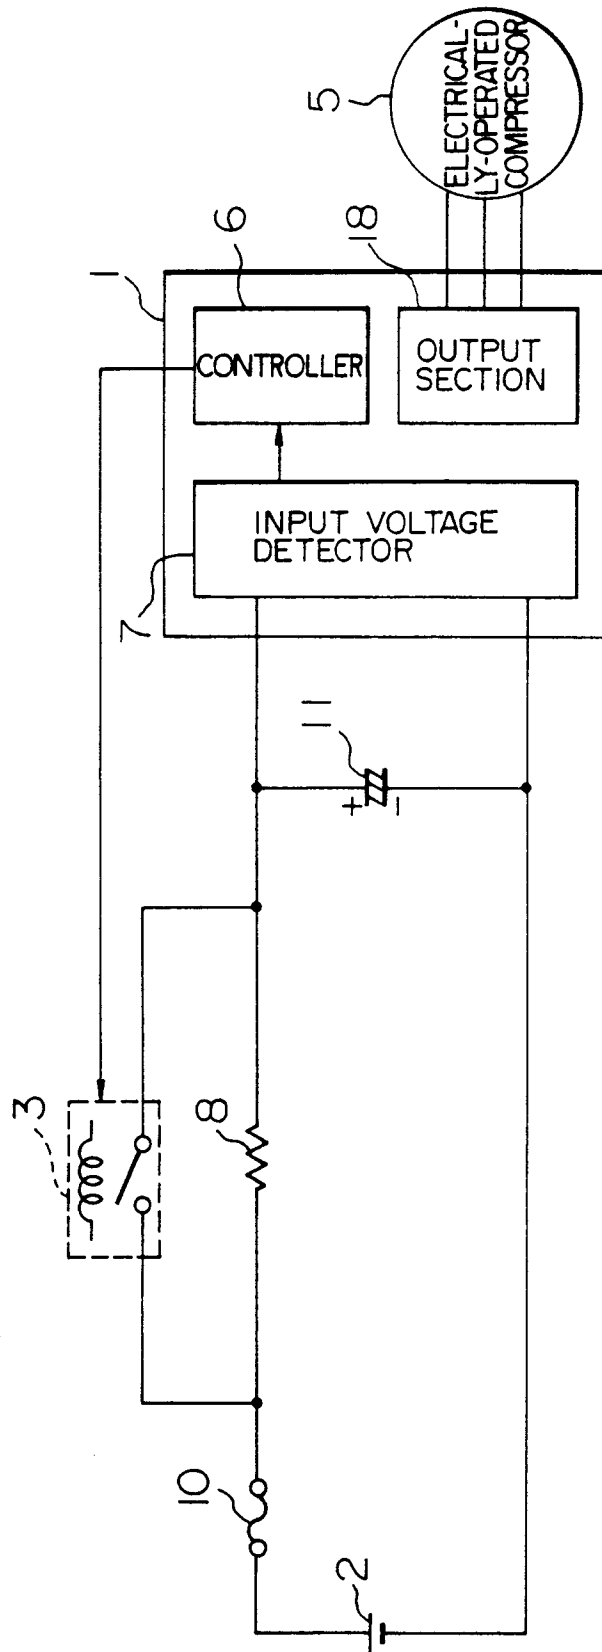 3
1
6
CONTROLLER
18
5
ELECTRICAL-
LY-OPERATED
COMPRESSOR
OUTPUT
SECTION
7
INPUT VOLTAGE
DETECTOR
10
8
11
+
-
2